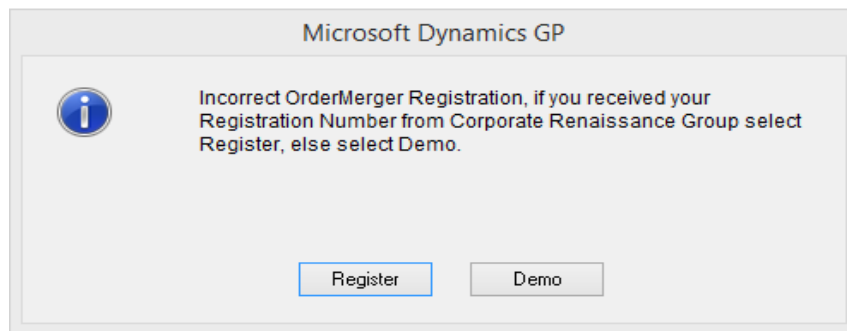 Microsoft Dynamics GP
Incorrect OrderMerger Registration, if you received your
Registration Number from Corporate Renaissance Group select
Register, else select Demo.
Register
Demo